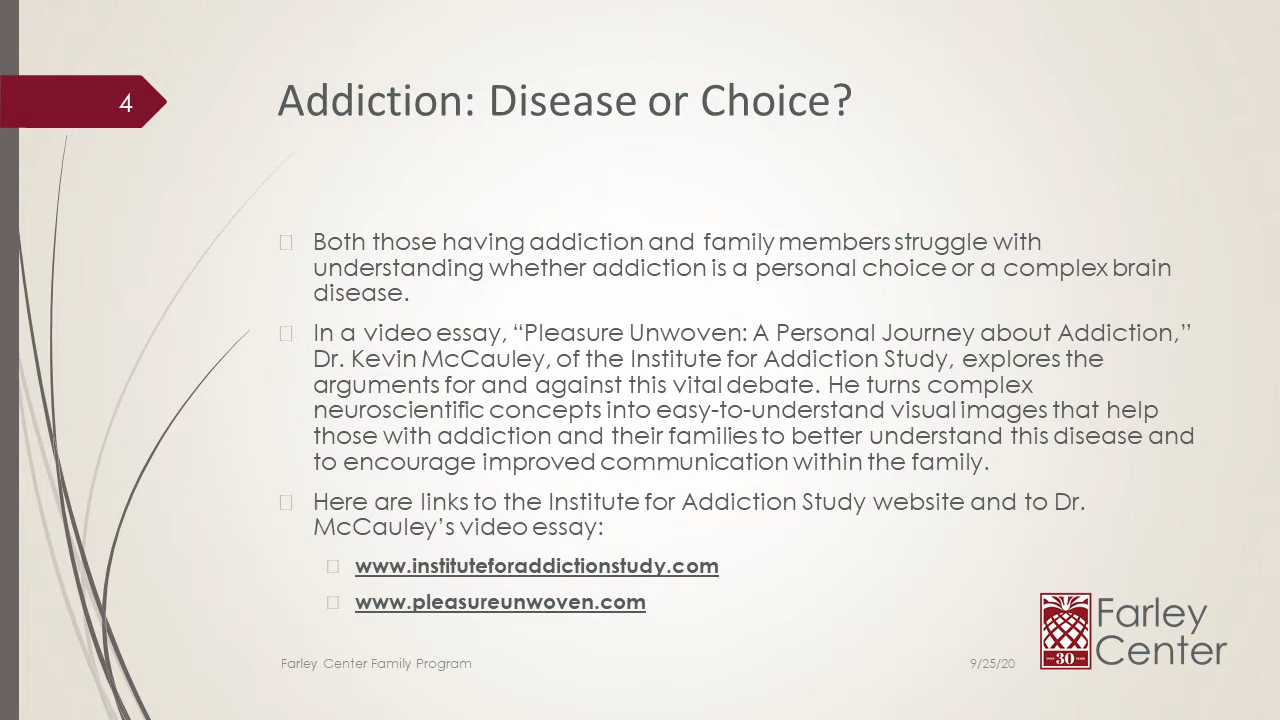 4
Addiction: Disease or Choice?
Both those having addiction and family members struggle with
understanding whether addiction is a personal choice or a complex brain
disease.
In a video essay, “Pleasure Unwoven: A Personal Journey about Addiction,”
Dr. Kevin McCauley, of the Institute for Addiction Study, explores the
arguments for and against this vital debate. He turns complex
neuroscientific concepts into easy-to-understand visual images that help
those with addiction and their families to better understand this disease and
to encourage improved communication within the family.
Here are links to the Institute for Addiction Study website and to Dr.
McCauley’s video essay:
www.instituteforaddictionstudy.com
www.pleasureunwoven.com
Farley Center Family Program
9/25/20
30
Farley
Center